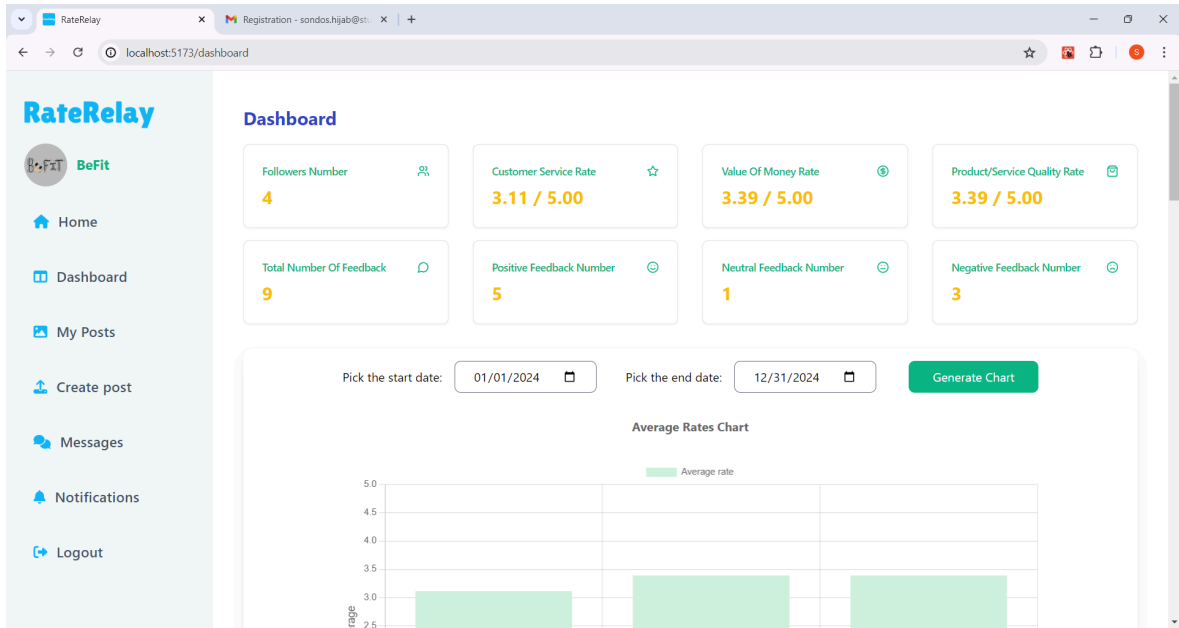 RateRelay
Registration - sondos.hijab@st
localhost:5173/dashboard
S
RateRelay
BeFiT
BeFit
Home
Dashboard
My Posts
Create post
Messages
Notifications
Logout
Dashboard
Followers Number
4
Customer Service Rate
3.11 / 5.00
Value Of Money Rate
3.39 / 5.00
Product/Service Quality Rate
3.39 / 5.00
Total Number Of Feedback
9
Positive Feedback Number
5
Neutral Feedback Number
1
Negative Feedback Number
3
Pick the start date: 01/01/2024 Pick the end date: 12/31/2024 Generate Chart
Average Rates Chart
Average rate
5.0
4.5
4.0
3.5
3.0
2.5